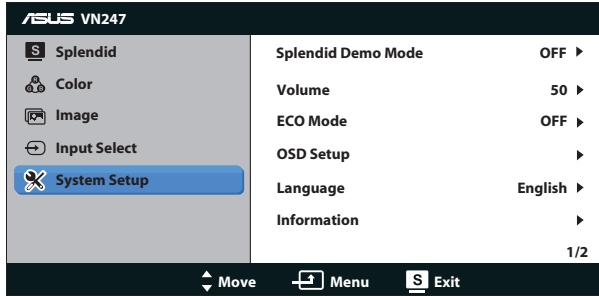 ASUS VN247
S Splendid
Color
Image
Input Select
System Setup
Splendid Demo Mode OFF
Volume 50
ECO Mode OFF
OSD Setup
Language English
Information
1/2
Move Menu S Exit